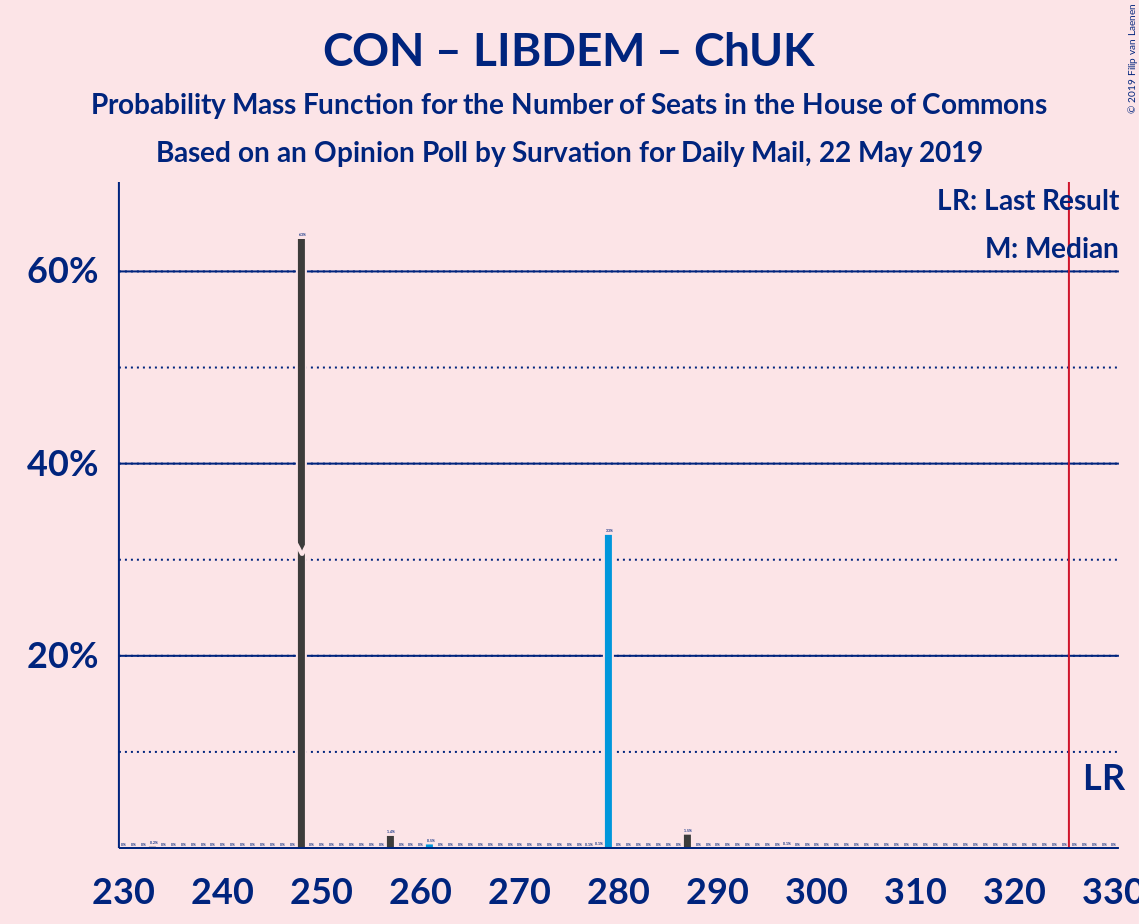 CON – LIBDEM – ChUK
Probability Mass Function for the Number of Seats in the House of Commons
Based on an Opinion Poll by Survation for Daily Mail, 22 May 2019
© 2019 Filip van Laenen
LR: Last Result
M: Median
60%
40%
20%
LR
230 240 250 260 270 280 290 300 310 320 330